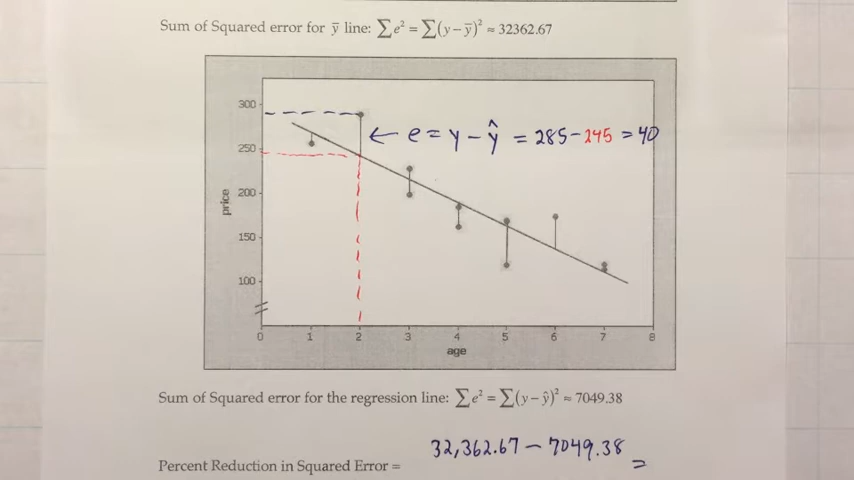 Sum of Squared error for ȳ line: ∑e² = ∑(y−ȳ)² ≈ 32362.67
300
250
200
150
100
price
0 1 2 3 4 5 6 7 8
age
← e = y − ŷ = 285 − 245 = 40
Sum of Squared error for the regression line: ∑e² = ∑(y−ŷ)² ≈ 7049.38
32,362.67 − 7049.38
Percent Reduction in Squared Error = =